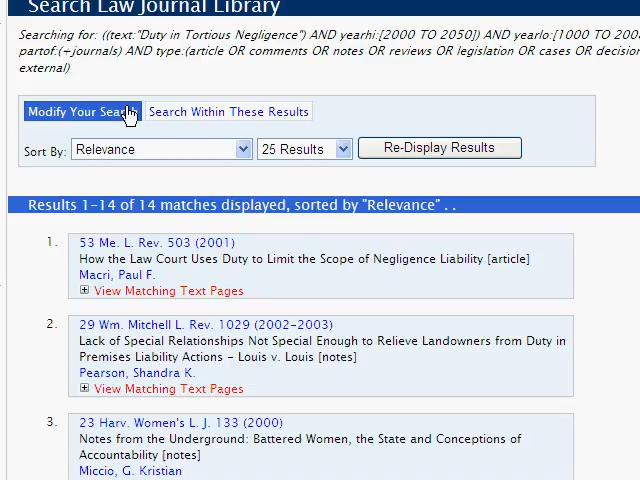 Search Law Journal Library
Searching for: ((text:"Duty in Tortious Negligence") AND yearhi:[2000 TO 2050]) AND yearlo:[1000 TO
partof:(+journals) AND type:(article OR comments OR notes OR reviews OR legislation OR cases OR
external)
Modify Your Search
Search Within These Results
Sort By: Relevance 25 Results Re-Display Results
Results 1-14 of 14 matches displayed, sorted by "Relevance" . .
1. 53 Me. L. Rev. 503 (2001)
How the Law Court Uses Duty to Limit the Scope of Negligence Liability [article]
Macri, Paul F.
View Matching Text Pages
2. 29 Wm. Mitchell L. Rev. 1029 (2002-2003)
Lack of Special Relationships Not Special Enough to Relieve Landowners from Duty in
Premises Liability Actions - Louis v. Louis [notes]
Pearson, Shandra K.
View Matching Text Pages
3. 23 Harv. Women's L. J. 133 (2000)
Notes from the Underground: Battered Women, the State and Conceptions of
Accountability [notes]
Miccio, G. Kristian